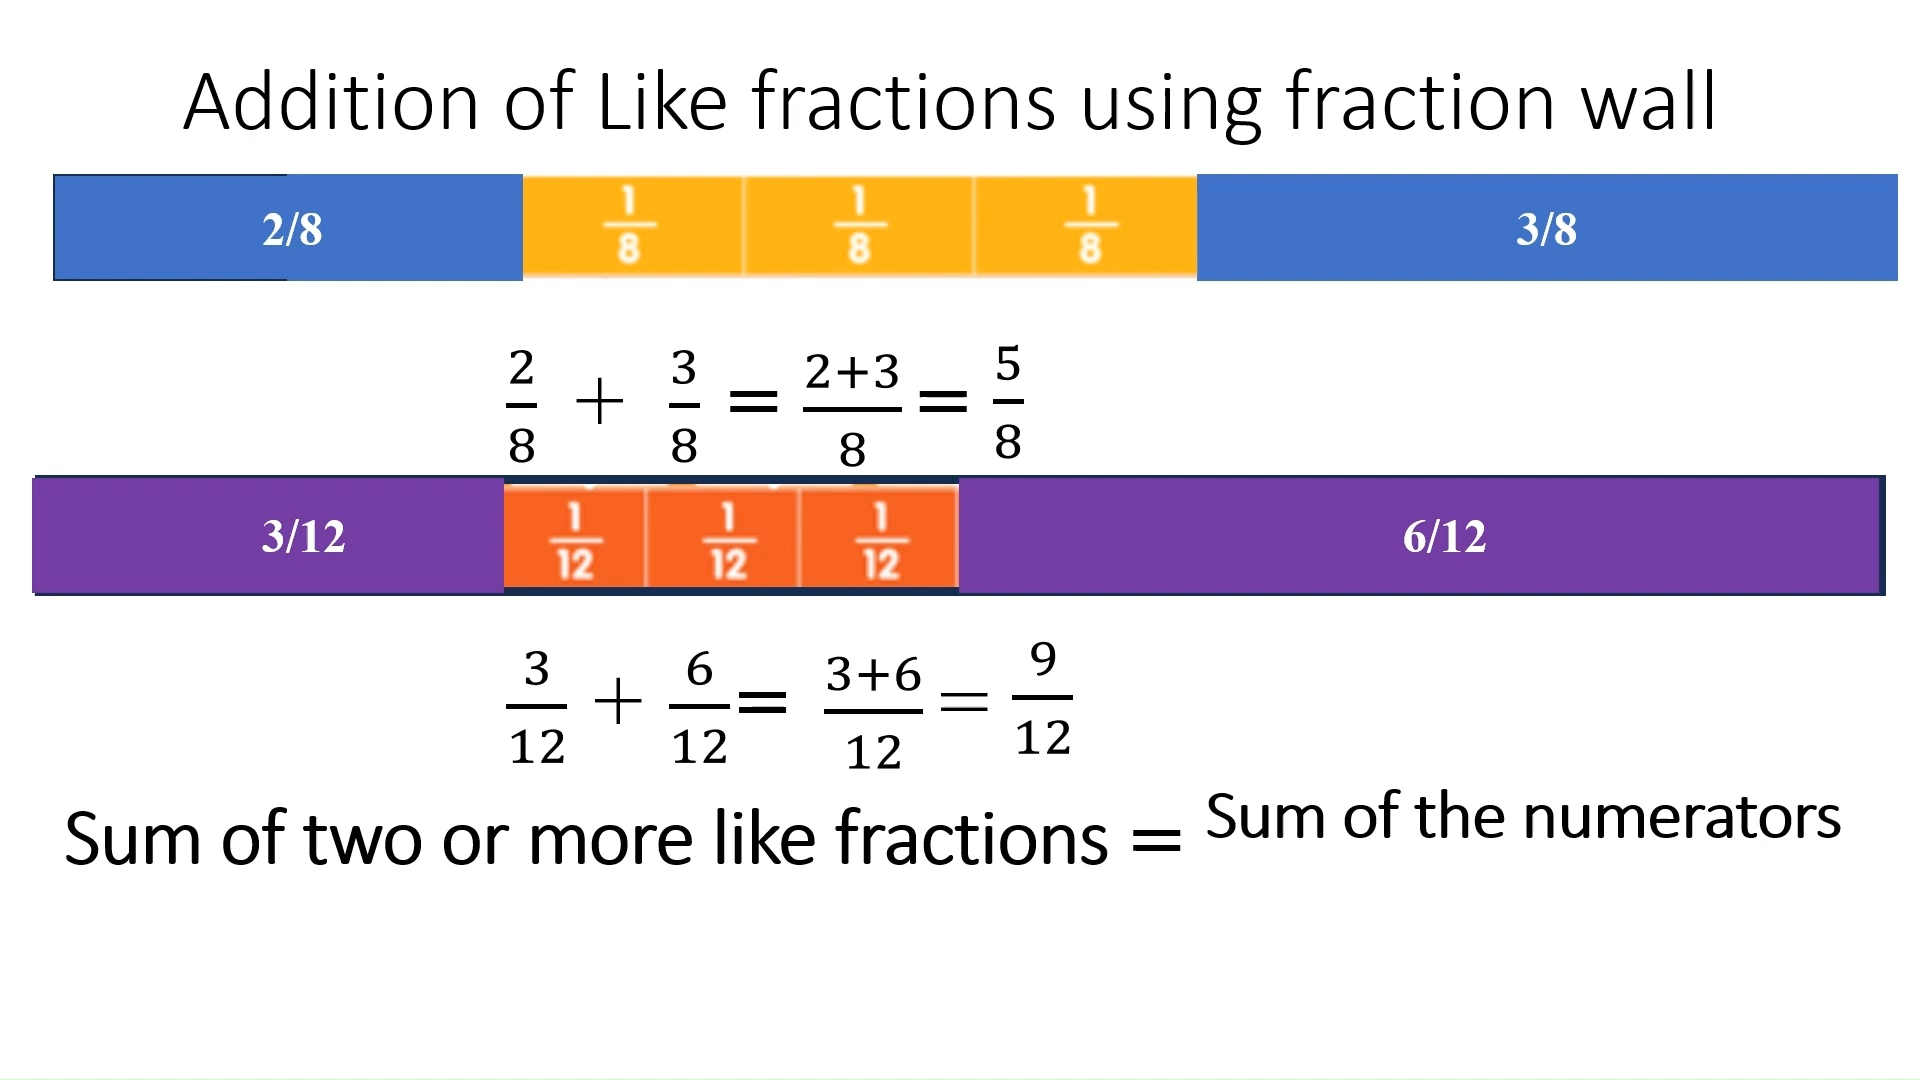 Addition of Like fractions using fraction wall
2/8 1/8 1/8 1/8 3/8
2/8 + 3/8 = 2+3/8 = 5/8
3/12 1/12 1/12 1/12 6/12
3/12 + 6/12 = 3+6/12 = 9/12
Sum of two or more like fractions = Sum of the numerators